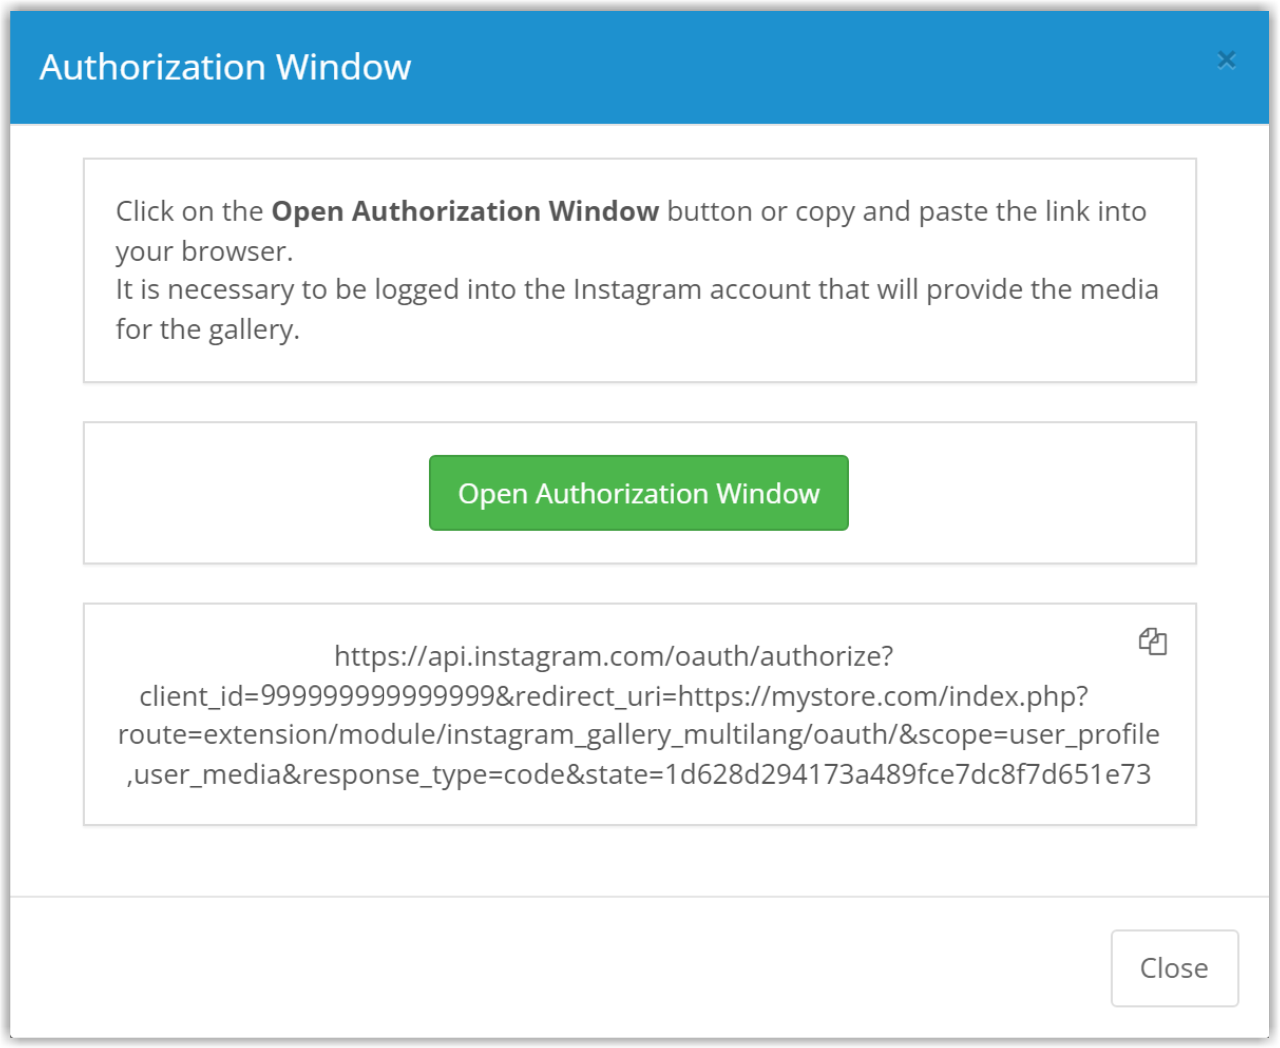 Authorization Window
×
Click on the Open Authorization Window button or copy and paste the link into
your browser.
It is necessary to be logged into the Instagram account that will provide the media
for the gallery.
Open Authorization Window
https://api.instagram.com/oauth/authorize?
client_id=999999999999999&redirect_uri=https://mystore.com/index.php?
route=extension/module/instagram_gallery_multilang/oauth/&scope=user_profile
,user_media&response_type=code&state=1d628d294173a489fce7dc8f7d651e73
Close